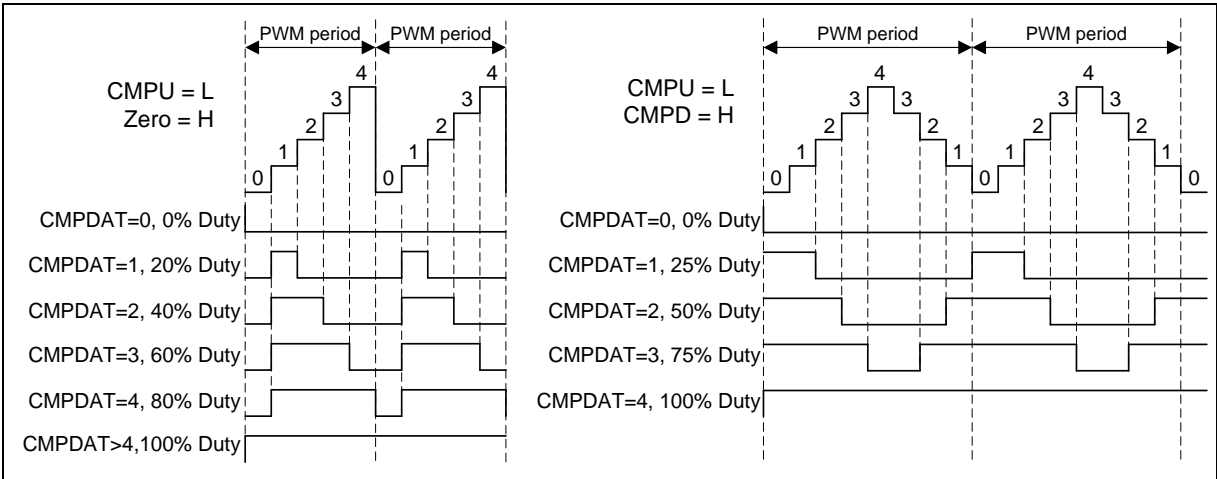 PWM period PWM period
CMPU = L
Zero = H
0 1 2 3 4 0 1 2 3 4
CMPDAT=0, 0% Duty
CMPDAT=1, 20% Duty
CMPDAT=2, 40% Duty
CMPDAT=3, 60% Duty
CMPDAT=4, 80% Duty
CMPDAT>4,100% Duty
PWM period PWM period
CMPU = L
CMPD = H
0 1 2 3 4 3 2 1 0 1 2 3 4 3 2 1 0
CMPDAT=0, 0% Duty
CMPDAT=1, 25% Duty
CMPDAT=2, 50% Duty
CMPDAT=3, 75% Duty
CMPDAT=4, 100% Duty